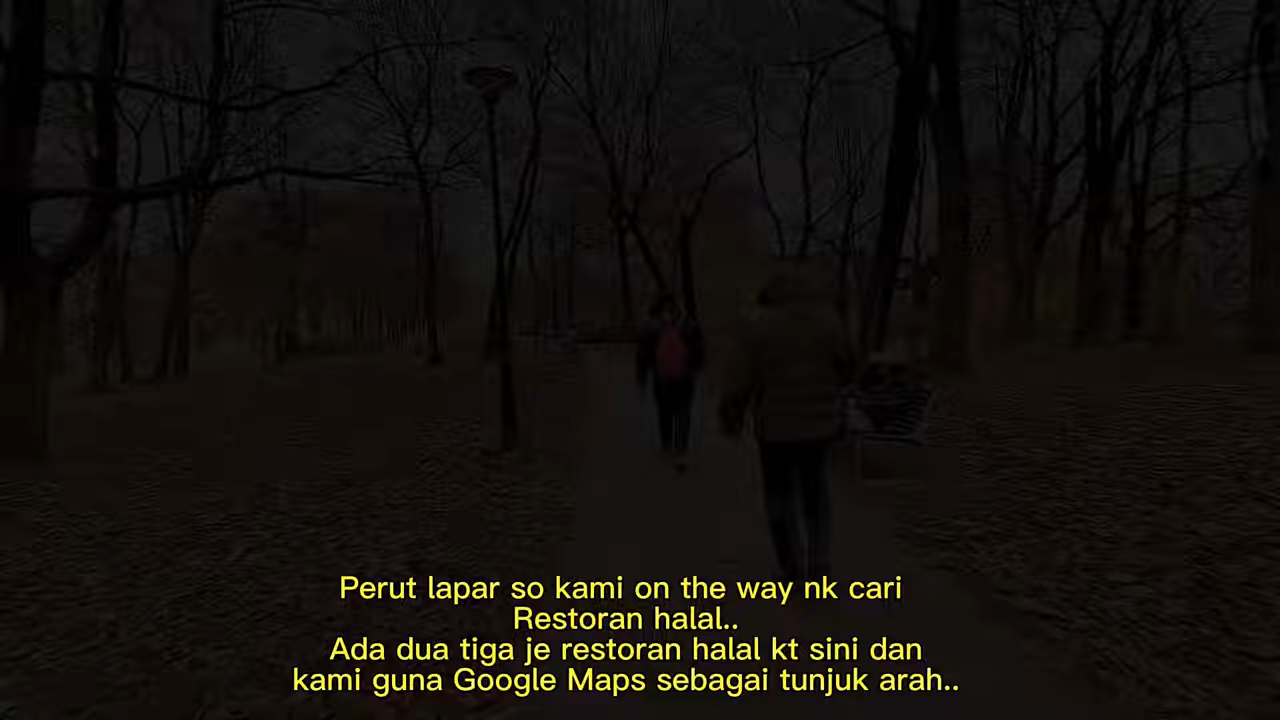 Perut lapar so kami on the way nk cari
Restoran halal..
Ada dua tiga je restoran halal kt sini dan
kami guna Google Maps sebagai tunjuk arah..